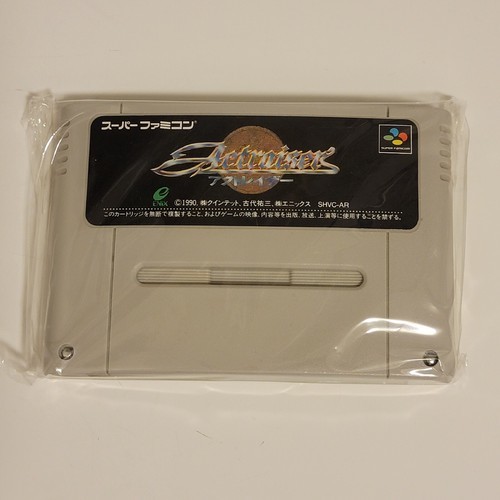 スーパーファミコン
Actraiser
アクトレイザー
ENIX
©1990, ㈱クインテット、古代祐三、㈱エニックス SHVC-AR
SUPER FAMICOM
このカートリッジを無断で複製すること、およびゲームの映像、内容等を出版、放送、上演等に使用することを禁ずる。